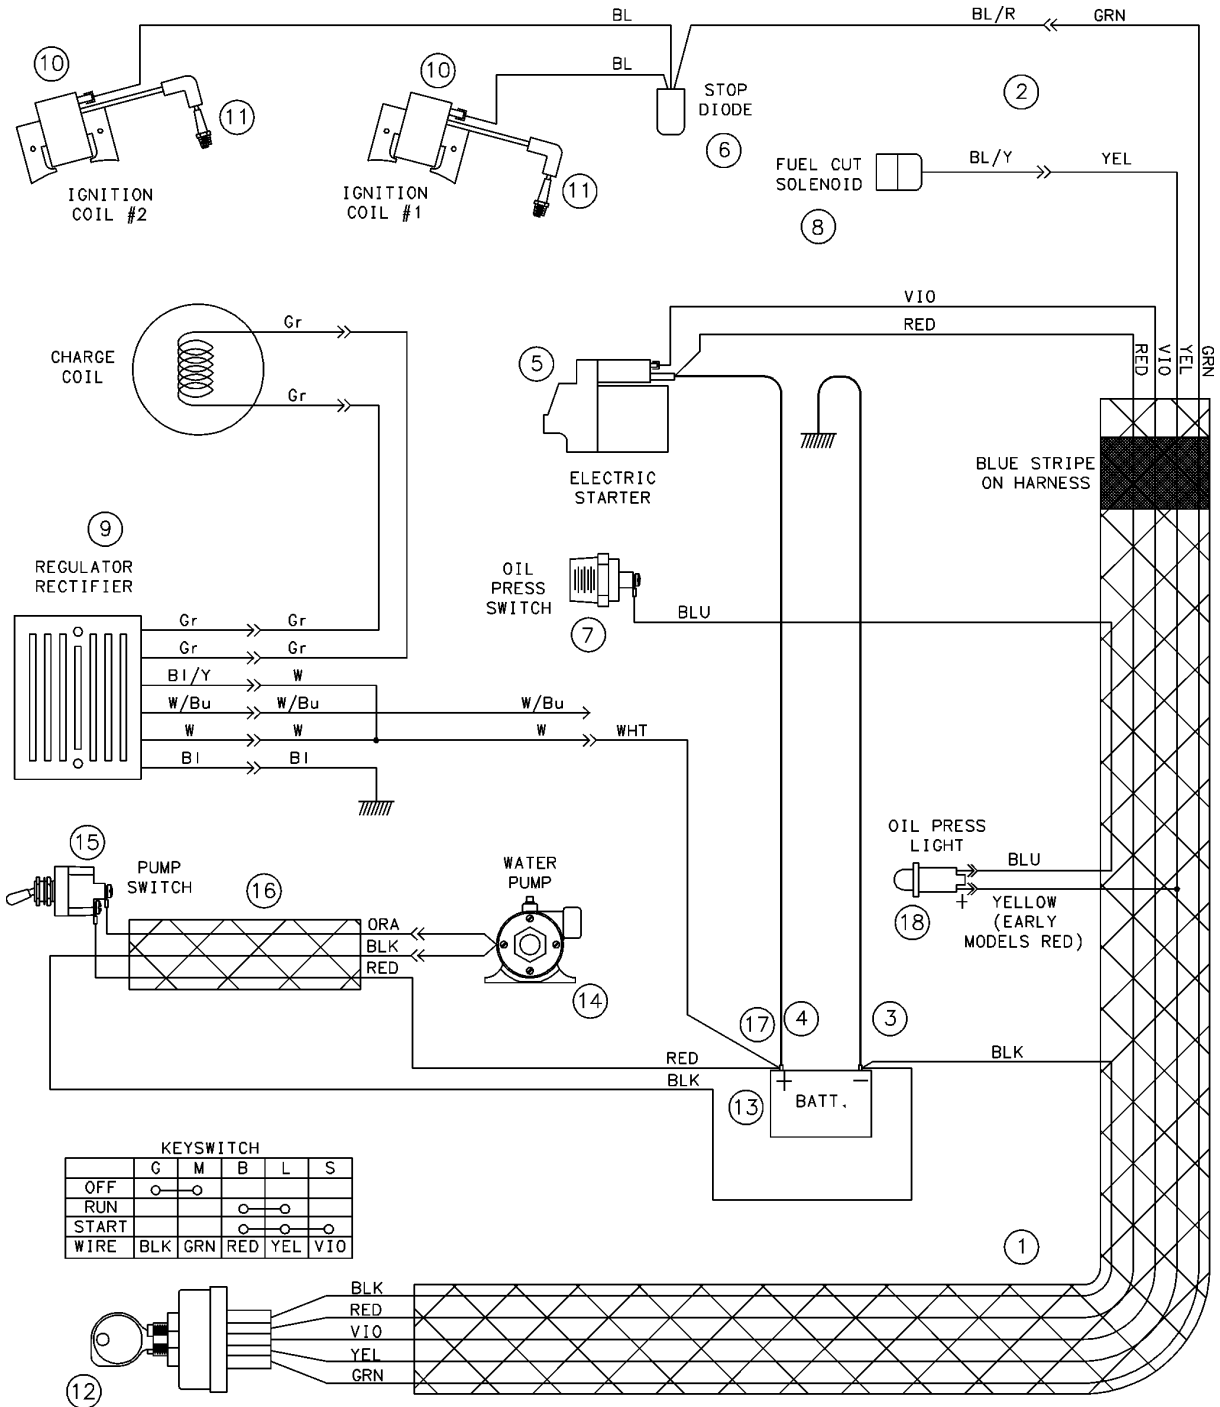 BL
BL/R
GRN
10
10
BL
STOP
DIODE
2
11
6
BL/Y
YEL
FUEL CUT
SOLENOID
IGNITION
COIL #2
IGNITION
COIL #1
11
8
VIO
Gr
RED
CHARGE
COIL
5
RED
VIO
YEL
GRN
Gr
ELECTRIC
STARTER
BLUE STRIPE
ON HARNESS
9
REGULATOR
RECTIFIER
OIL
PRESS
SWITCH
7
BLU
Gr
Gr
Gr
Gr
Bl/Y
W
W/Bu
W/Bu
W/Bu
W
W
W
WHT
Bl
Bl
OIL PRESS
LIGHT
BLU
15
PUMP
SWITCH
16
WATER
PUMP
18
+
YELLOW
(EARLY
MODELS RED)
ORA
BLK
RED
14
17
4
3
RED
BLK
BLK
13
+
−
BATT.
KEYSWITCH
G M B L S
OFF
RUN
START
WIRE BLK GRN RED YEL VIO
1
BLK
RED
VIO
YEL
GRN
12